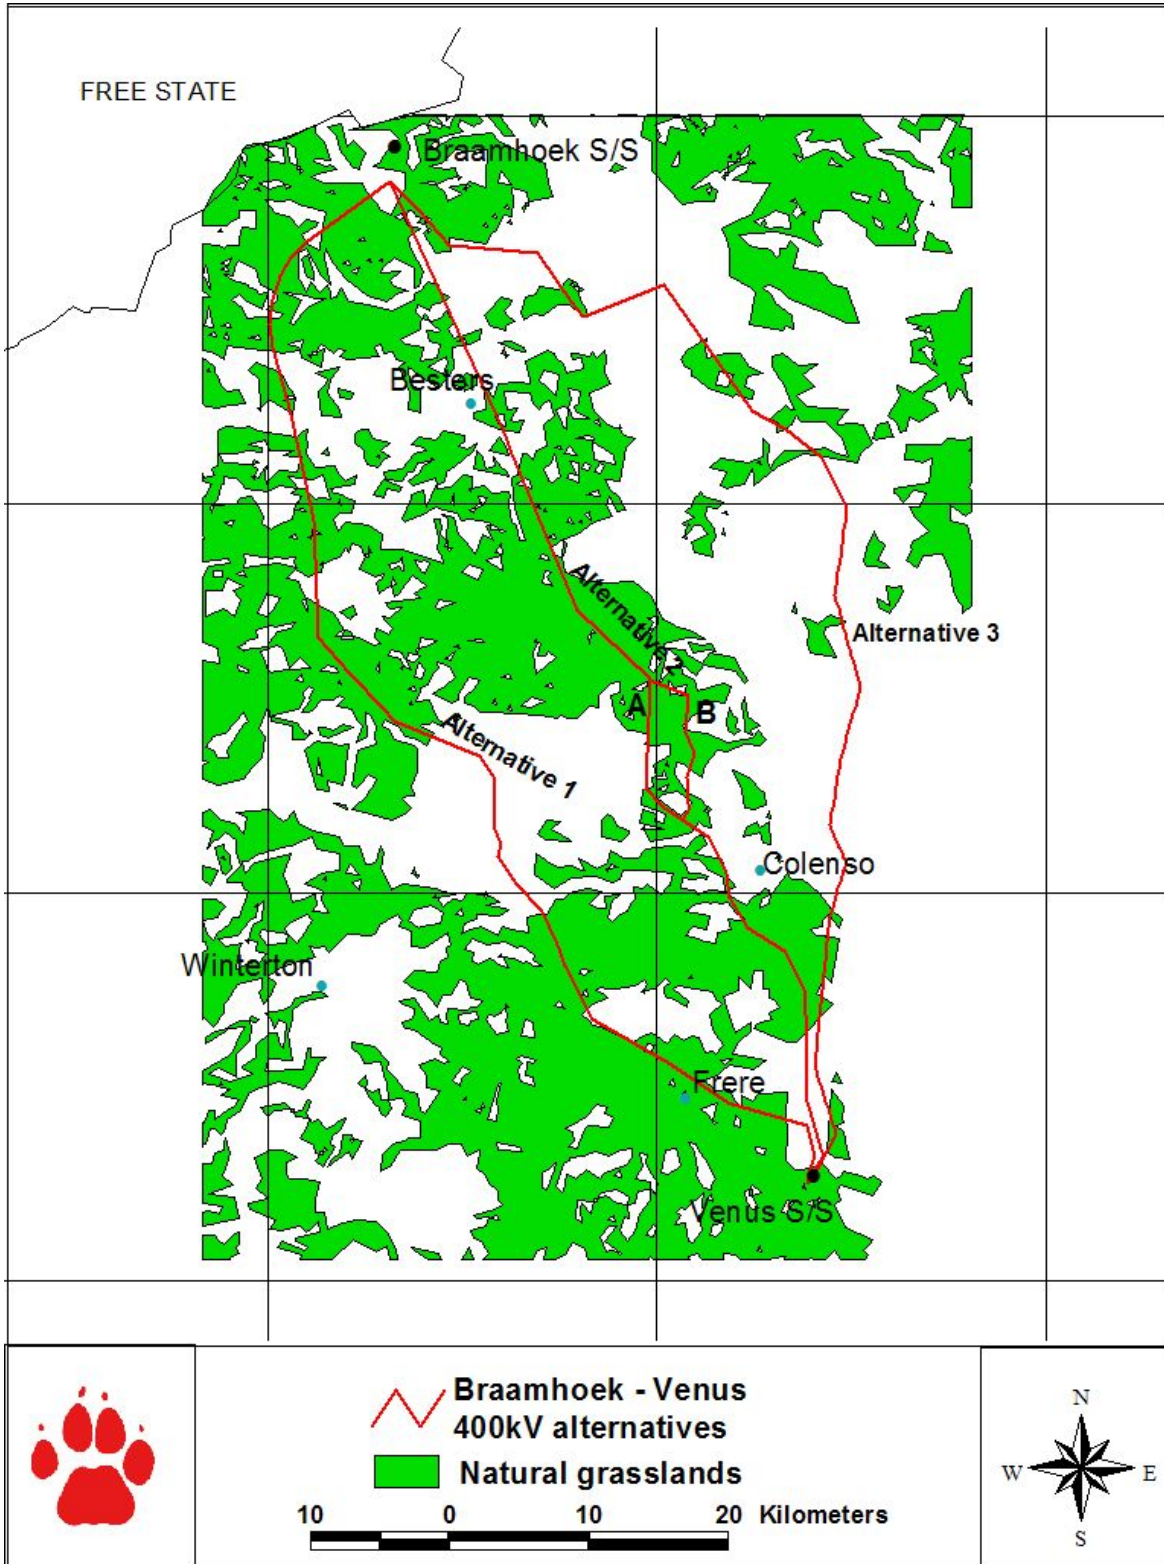 FREE STATE
Braamhoek S/S
Besters
Alternative 2
Alternative 3
A
B
Alternative 1
Colenso
Winterton
Frere
Venus S/S
Braamhoek - Venus
400kV alternatives
Natural grasslands
10 0 10 20 Kilometers
N
W E
S